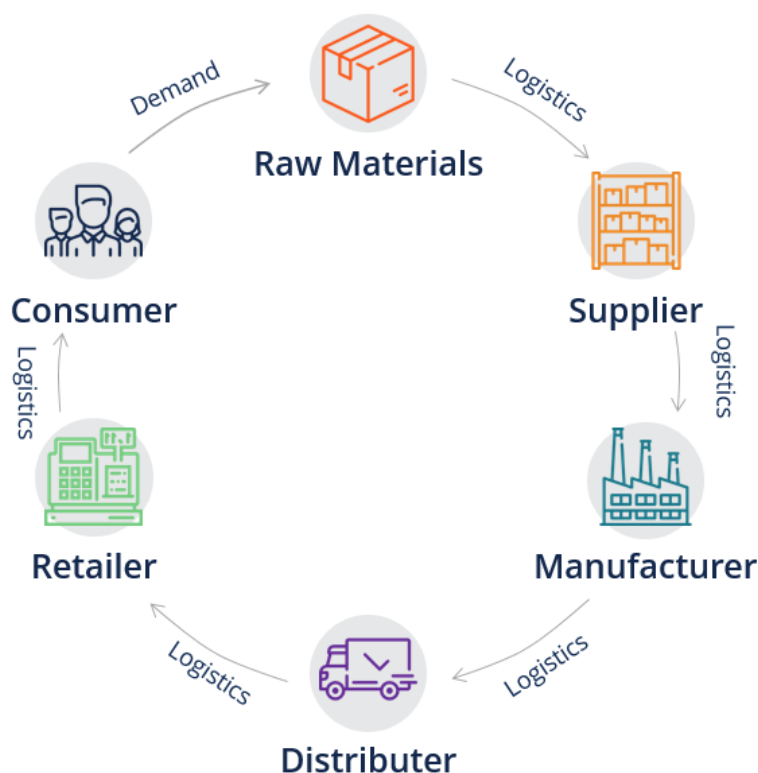 Demand
Logistics
Raw Materials
Consumer
Supplier
Logistics
Logistics
Retailer
Manufacturer
Logistics
Logistics
Distributer